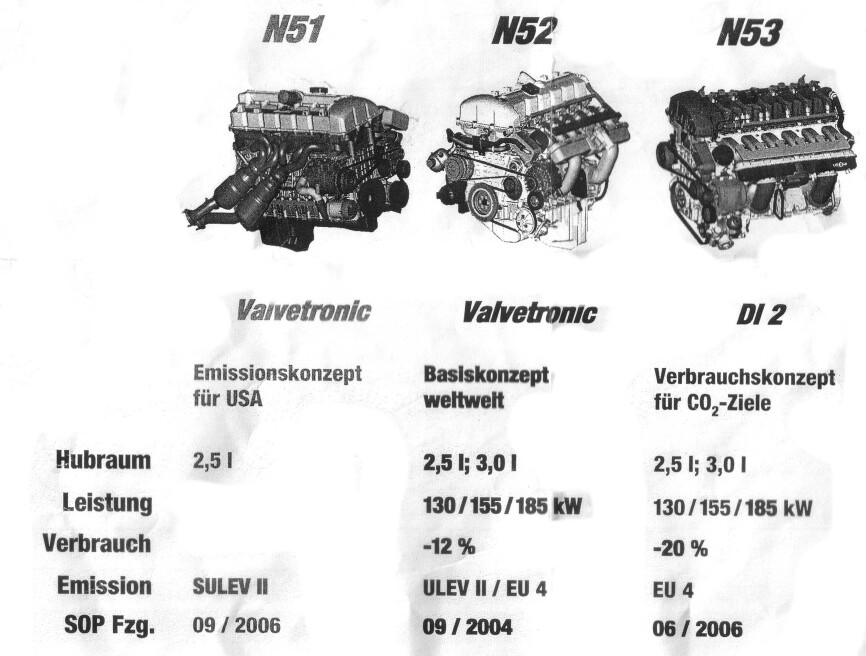 N51 N52 N53
Valvetronic Valvetronic DI 2
Emissionskonzept
für USA
Basiskonzept
weltweit
Verbrauchskonzept
für CO₂-Ziele
Hubraum 2,5 l 2,5 l; 3,0 l 2,5 l; 3,0 l
Leistung 130 / 155 / 185 kW 130 / 155 / 185 kW
Verbrauch -12 % -20 %
Emission SULEV II ULEV II / EU 4 EU 4
SOP Fzg. 09 / 2006 09 / 2004 06 / 2006